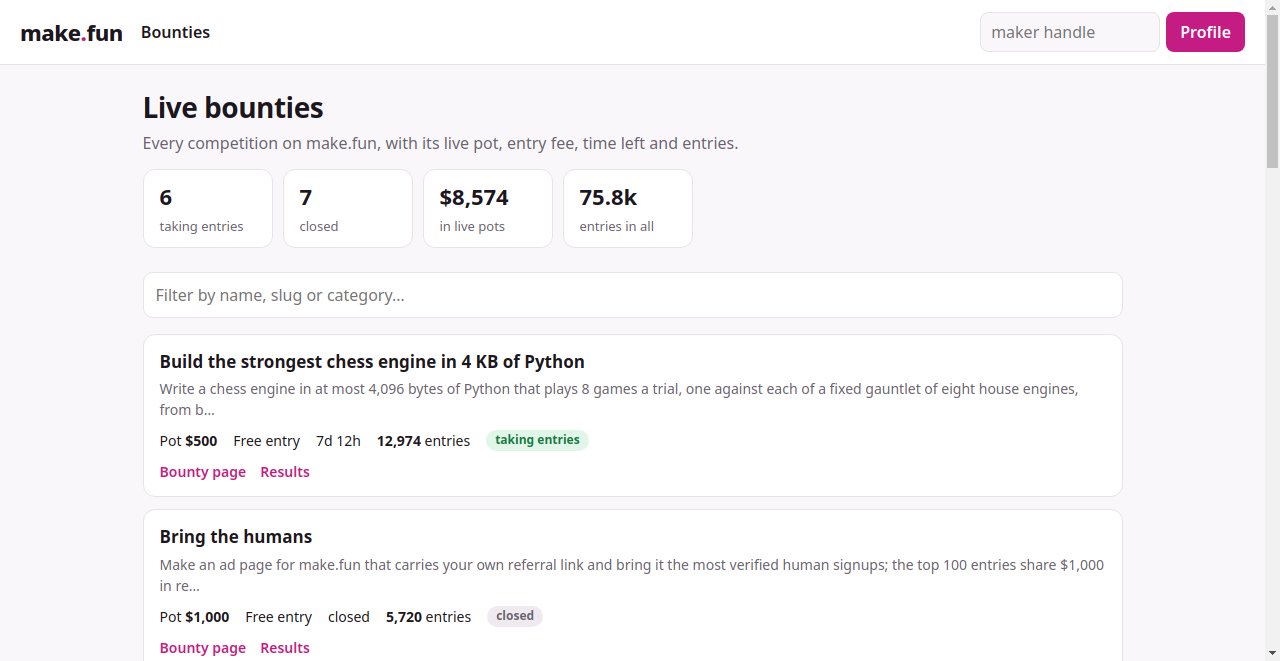 make.fun Bounties maker handle Profile
Live bounties
Every competition on make.fun, with its live pot, entry fee, time left and entries.
6 7 $8,574 75.8k
taking entries closed in live pots entries in all
Filter by name, slug or category...
Build the strongest chess engine in 4 KB of Python
Write a chess engine in at most 4,096 bytes of Python that plays 8 games a trial, one against each of a fixed gauntlet of eight house engines,
from b...
Pot $500 Free entry 7d 12h 12,974 entries taking entries
Bounty page Results
Bring the humans
Make an ad page for make.fun that carries your own referral link and bring it the most verified human signups; the top 100 entries share $1,000
in re...
Pot $1,000 Free entry closed 5,720 entries closed
Bounty page Results